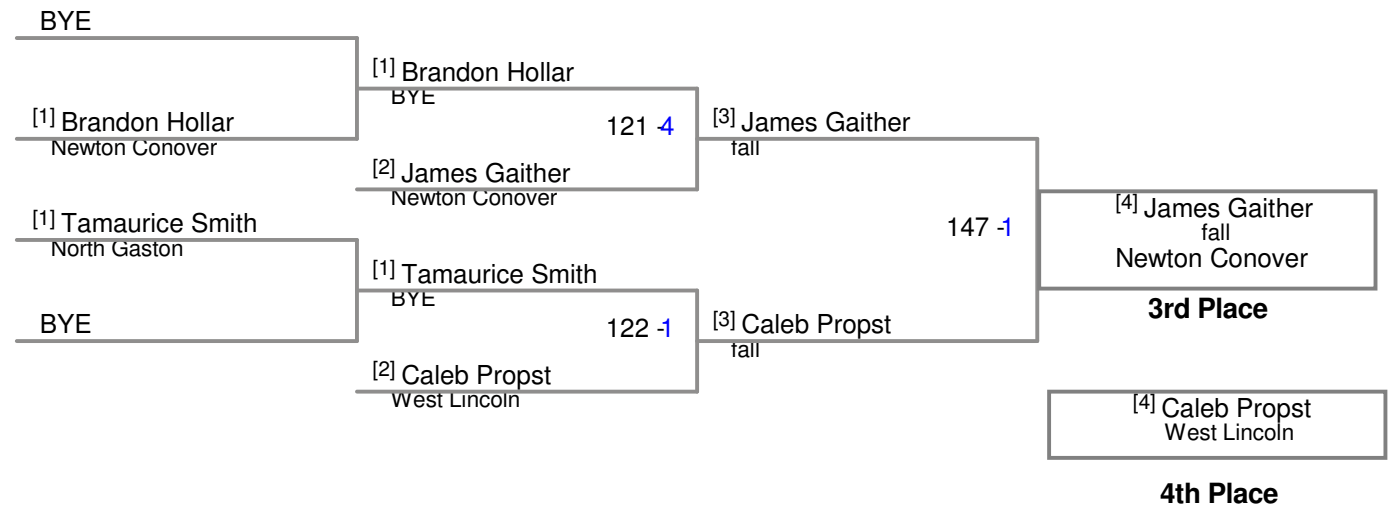 BYE
[1] Brandon Hollar
BYE
[1] Brandon Hollar
Newton Conover
121 -4
[3] James Gaither
fall
[2] James Gaither
Newton Conover
[1] Tamaurice Smith
North Gaston
147 -1
[4] James Gaither
fall
Newton Conover
3rd Place
[1] Tamaurice Smith
BYE
BYE
122 -1
[3] Caleb Propst
fall
[2] Caleb Propst
West Lincoln
[4] Caleb Propst
West Lincoln
4th Place